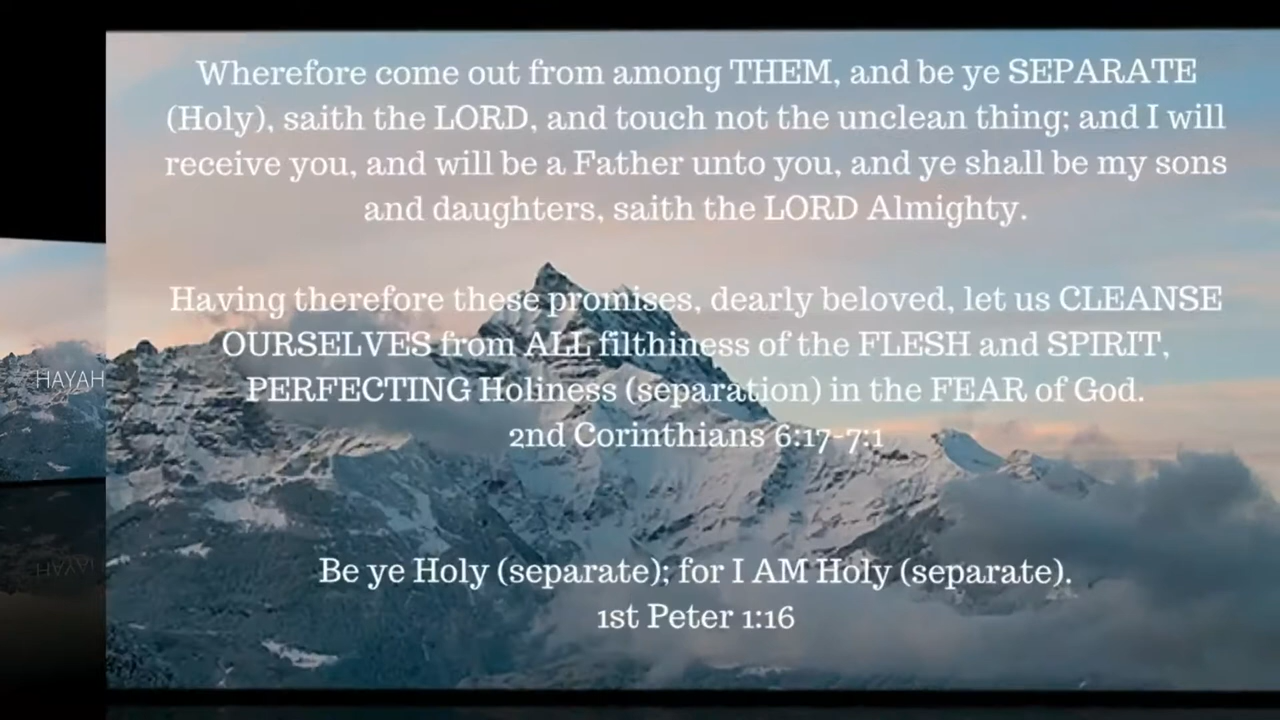 Wherefore come out from among THEM, and be ye SEPARATE
(Holy), saith the LORD, and touch not the unclean thing; and I will
receive you, and will be a Father unto you, and ye shall be my sons
and daughters, saith the LORD Almighty.
Having therefore these promises, dearly beloved, let us CLEANSE
OURSELVES from ALL filthiness of the FLESH and SPIRIT,
PERFECTING Holiness (separation) in the FEAR of God.
2nd Corinthians 6:17-7:1
Be ye Holy (separate); for I AM Holy (separate).
1st Peter 1:16
HAYAH